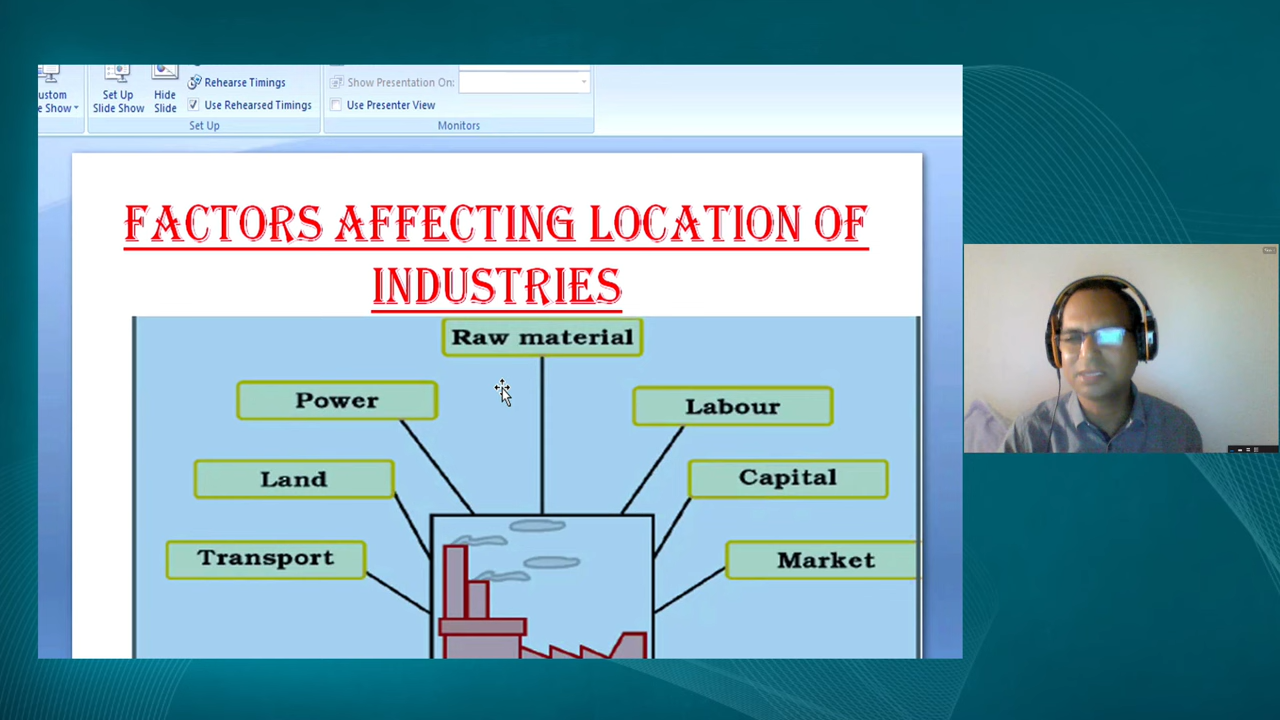 Rehearse Timings
Show Presentation On:
ustom
e Show
Set Up
Slide Show
Hide
Slide
Use Rehearsed Timings
Use Presenter View
Set Up
Monitors
FACTORS AFFECTING LOCATION OF
INDUSTRIES
Raw material
Power
Labour
Land
Capital
Transport
Market